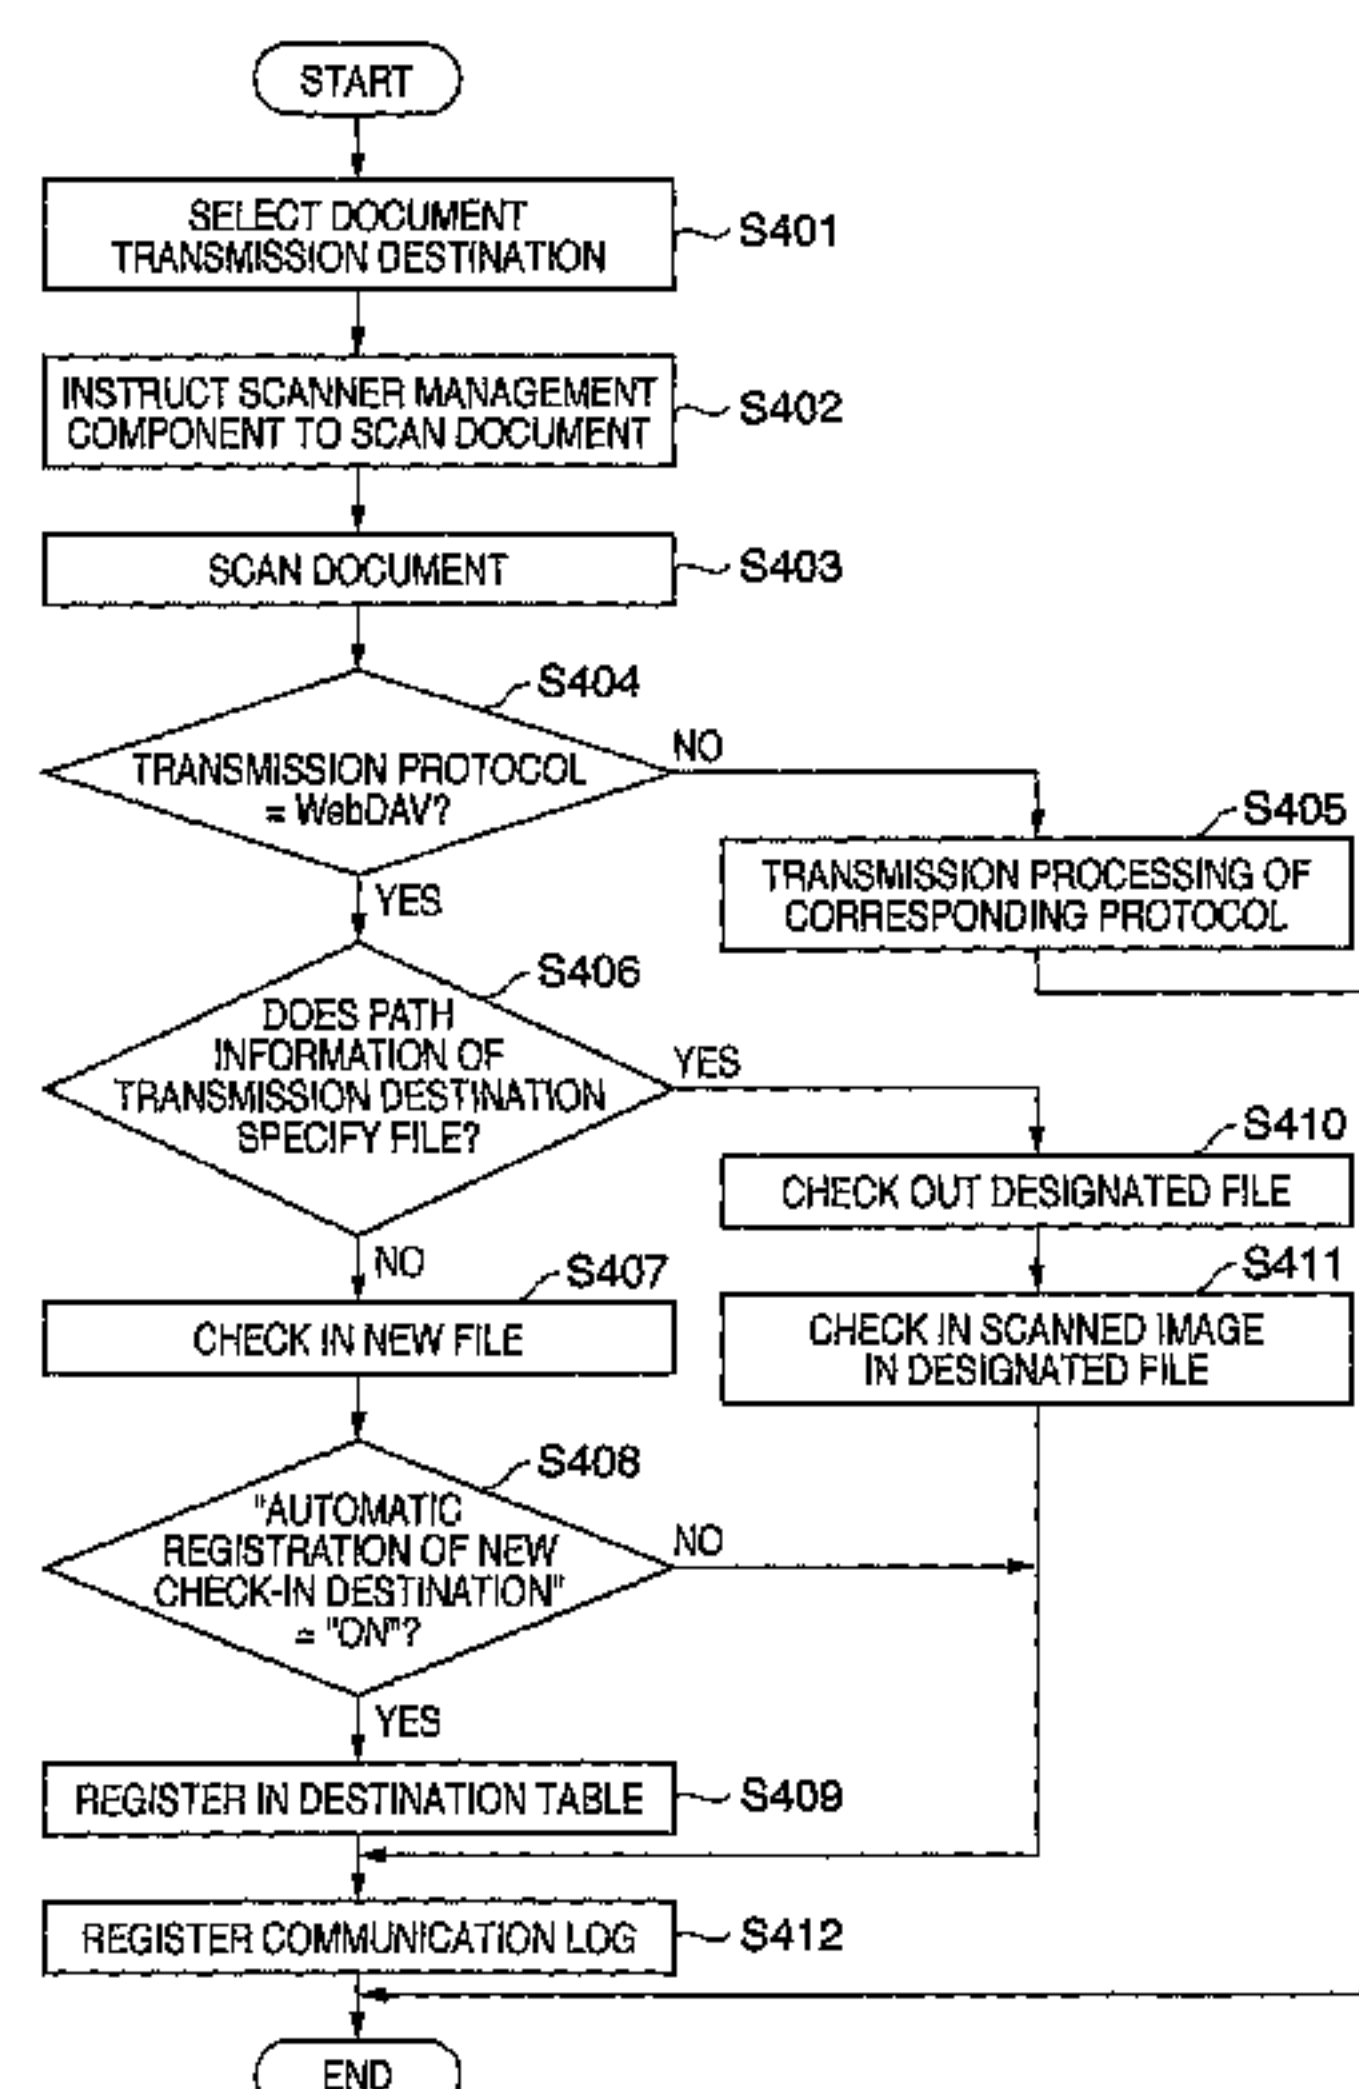 START
SELECT DOCUMENT
TRANSMISSION DESTINATION
S401
INSTRUCT SCANNER MANAGEMENT
COMPONENT TO SCAN DOCUMENT
S402
SCAN DOCUMENT
S403
S404
TRANSMISSION PROTOCOL
= WebDAV?
NO
YES
S405
TRANSMISSION PROCESSING OF
CORRESPONDING PROTOCOL
S406
DOES PATH
INFORMATION OF
TRANSMISSION DESTINATION
SPECIFY FILE?
YES
NO
S410
CHECK OUT DESIGNATED FILE
S411
CHECK IN SCANNED IMAGE
IN DESIGNATED FILE
S407
CHECK IN NEW FILE
S408
"AUTOMATIC
REGISTRATION OF NEW
CHECK-IN DESTINATION"
= "ON"?
NO
YES
REGISTER IN DESTINATION TABLE
S409
REGISTER COMMUNICATION LOG
S412
END